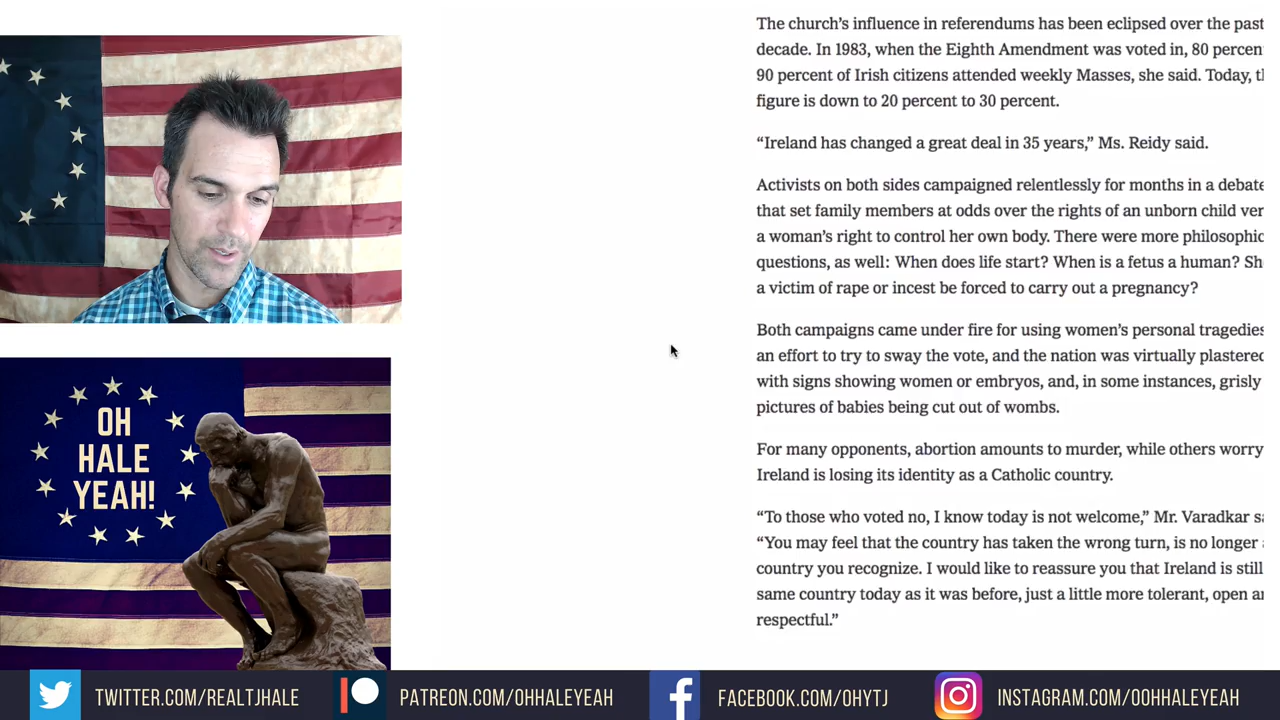 The church’s influence in referendums has been eclipsed over the past
decade. In 1983, when the Eighth Amendment was voted in, 80
90 percent of Irish citizens attended weekly Masses, she said. Today,
figure is down to 20 percent to 30 percent.
“Ireland has changed a great deal in 35 years,” Ms. Reidy said.
Activists on both sides campaigned relentlessly for months in a debate
that set family members at odds over the rights of an unborn child
a woman’s right to control her own body. There were more
questions, as well: When does life start? When is a fetus a human?
a victim of rape or incest be forced to carry out a pregnancy?
Both campaigns came under fire for using women’s personal tragedies
an effort to try to sway the vote, and the nation was virtually plastered
with signs showing women or embryos, and, in some instances, grisly
pictures of babies being cut out of wombs.
For many opponents, abortion amounts to murder, while others worry
Ireland is losing its identity as a Catholic country.
“To those who voted no, I know today is not welcome,” Mr. Varadkar
“You may feel that the country has taken the wrong turn, is no longer
country you recognize. I would like to reassure you that Ireland is still
same country today as it was before, just a little more tolerant, open
respectful.”
OH
HALE
YEAH!
TWITTER.COM/REALTJHALE
PATREON.COM/OHHALEYEAH
FACEBOOK.COM/OHYTJ
INSTAGRAM.COM/OOHHALEYEAH